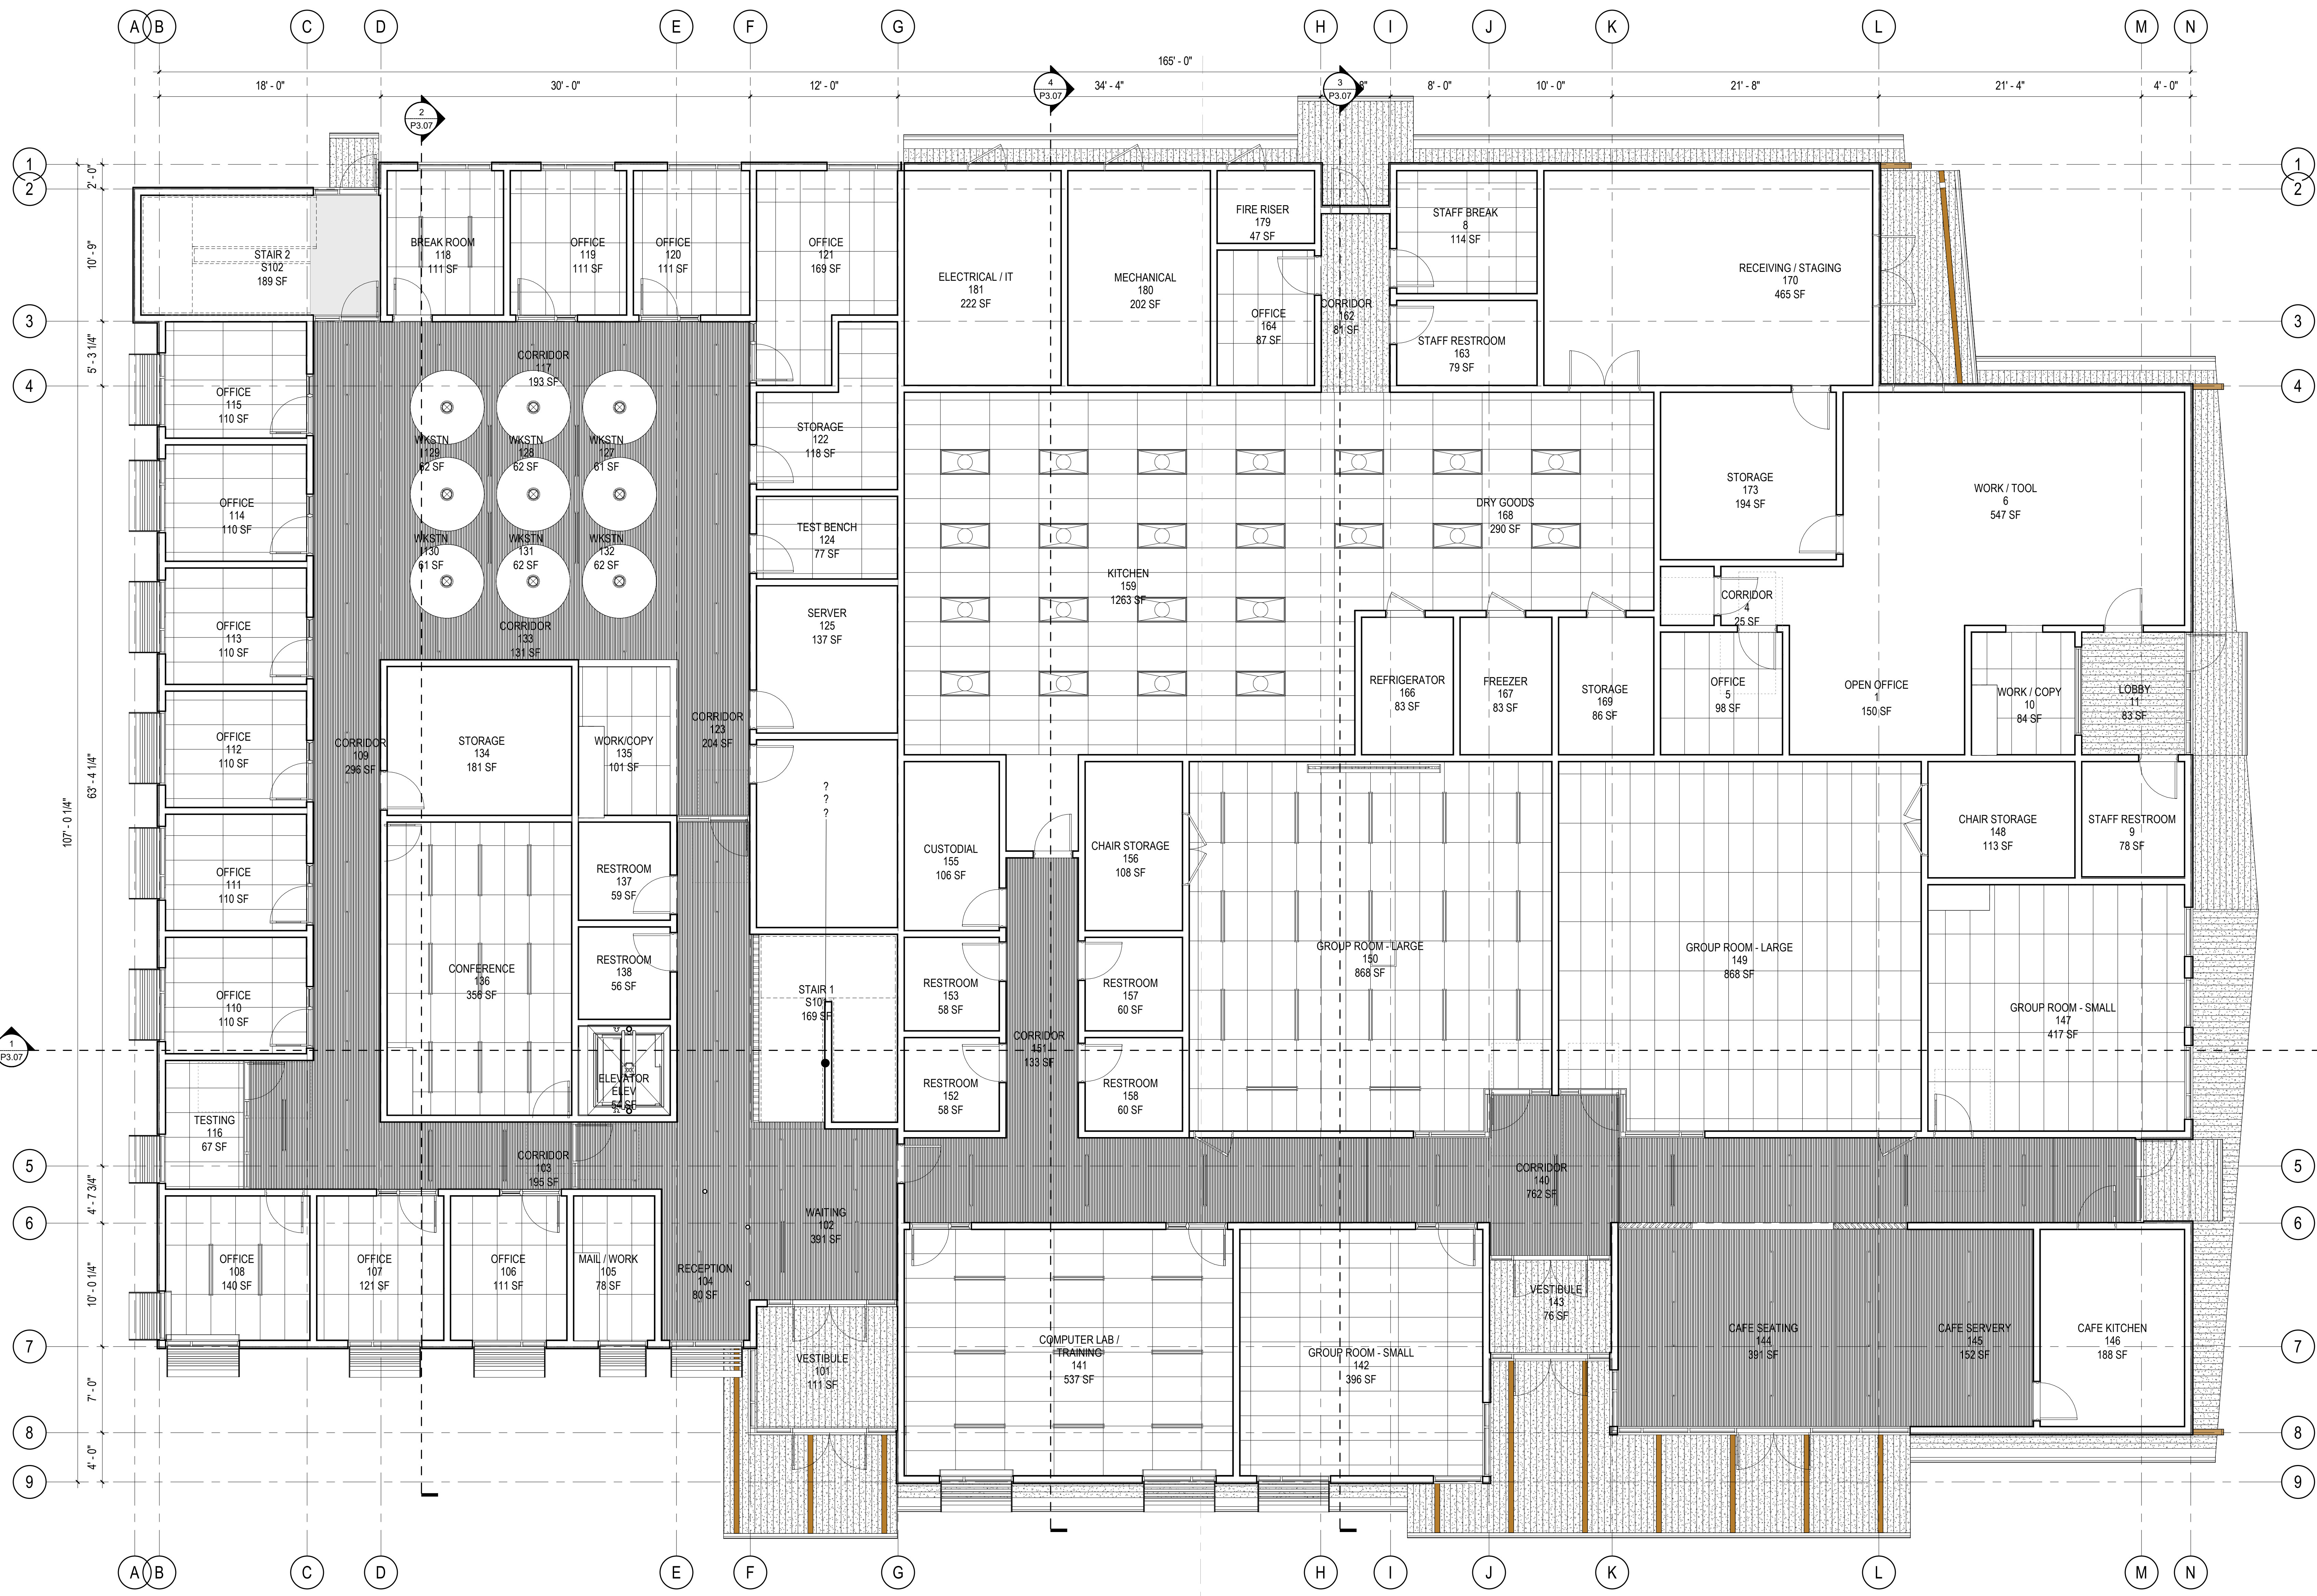 A
B
C
D
E
F
G
H
I
J
K
L
M
N
165' - 0"
18' - 0"
30' - 0"
12' - 0"
34' - 4"
8"
8' - 0"
10' - 0"
21' - 8"
21' - 4"
4' - 0"
2
P3.07
4
P3.07
3
P3.07
1
P3.07
1
2
3
4
5
6
7
8
9
1
2
3
4
5
6
7
8
9
107' - 0 1/4"
2' - 0"
10' - 9"
5' - 3 1/4"
63' - 4 1/4"
4' - 7 3/4"
10' - 0 1/4"
7' - 0"
4' - 0"
STAIR 2
S102
189 SF
BREAK ROOM
118
111 SF
OFFICE
119
111 SF
OFFICE
120
111 SF
OFFICE
121
169 SF
ELECTRICAL / IT
181
222 SF
MECHANICAL
180
202 SF
FIRE RISER
179
47 SF
OFFICE
164
87 SF
CORRIDOR
162
81 SF
STAFF BREAK
8
114 SF
STAFF RESTROOM
163
79 SF
RECEIVING / STAGING
170
465 SF
OFFICE
115
110 SF
CORRIDOR
117
193 SF
WKSTN
129
62 SF
WKSTN
128
62 SF
WKSTN
127
61 SF
STORAGE
122
118 SF
OFFICE
114
110 SF
WKSTN
130
61 SF
WKSTN
131
62 SF
WKSTN
132
62 SF
TEST BENCH
124
77 SF
DRY GOODS
168
290 SF
STORAGE
173
194 SF
WORK / TOOL
6
547 SF
KITCHEN
159
1263 SF
OFFICE
113
110 SF
CORRIDOR
133
131 SF
SERVER
125
137 SF
CORRIDOR
4
25 SF
OFFICE
112
110 SF
CORRIDOR
109
296 SF
STORAGE
134
181 SF
WORK/COPY
135
101 SF
CORRIDOR
123
204 SF
REFRIGERATOR
166
83 SF
FREEZER
167
83 SF
STORAGE
169
86 SF
OFFICE
5
98 SF
OPEN OFFICE
1
150 SF
WORK / COPY
10
84 SF
LOBBY
11
83 SF
?
?
?
OFFICE
111
110 SF
RESTROOM
137
59 SF
CUSTODIAL
155
106 SF
CHAIR STORAGE
156
108 SF
CHAIR STORAGE
148
113 SF
STAFF RESTROOM
9
78 SF
CONFERENCE
136
356 SF
RESTROOM
138
56 SF
STAIR 1
169 SF
RESTROOM
153
58 SF
RESTROOM
157
60 SF
GROUP ROOM - LARGE
150
868 SF
GROUP ROOM - LARGE
149
868 SF
OFFICE
110
110 SF
GROUP ROOM - SMALL
147
417 SF
CORRIDOR
151
133 SF
ELEVATOR
ELEV
54 SF
RESTROOM
152
58 SF
RESTROOM
158
60 SF
TESTING
116
67 SF
CORRIDOR
103
195 SF
CORRIDOR
140
762 SF
WAITING
102
391 SF
OFFICE
108
140 SF
OFFICE
107
121 SF
OFFICE
106
111 SF
MAIL / WORK
105
78 SF
RECEPTION
104
80 SF
VESTIBULE
143
76 SF
VESTIBULE
101
111 SF
COMPUTER LAB /
TRAINING
141
537 SF
GROUP ROOM - SMALL
142
396 SF
CAFE SEATING
144
391 SF
CAFE SERVERY
145
152 SF
CAFE KITCHEN
146
188 SF
A
B
C
D
E
F
G
H
I
J
K
L
M
N